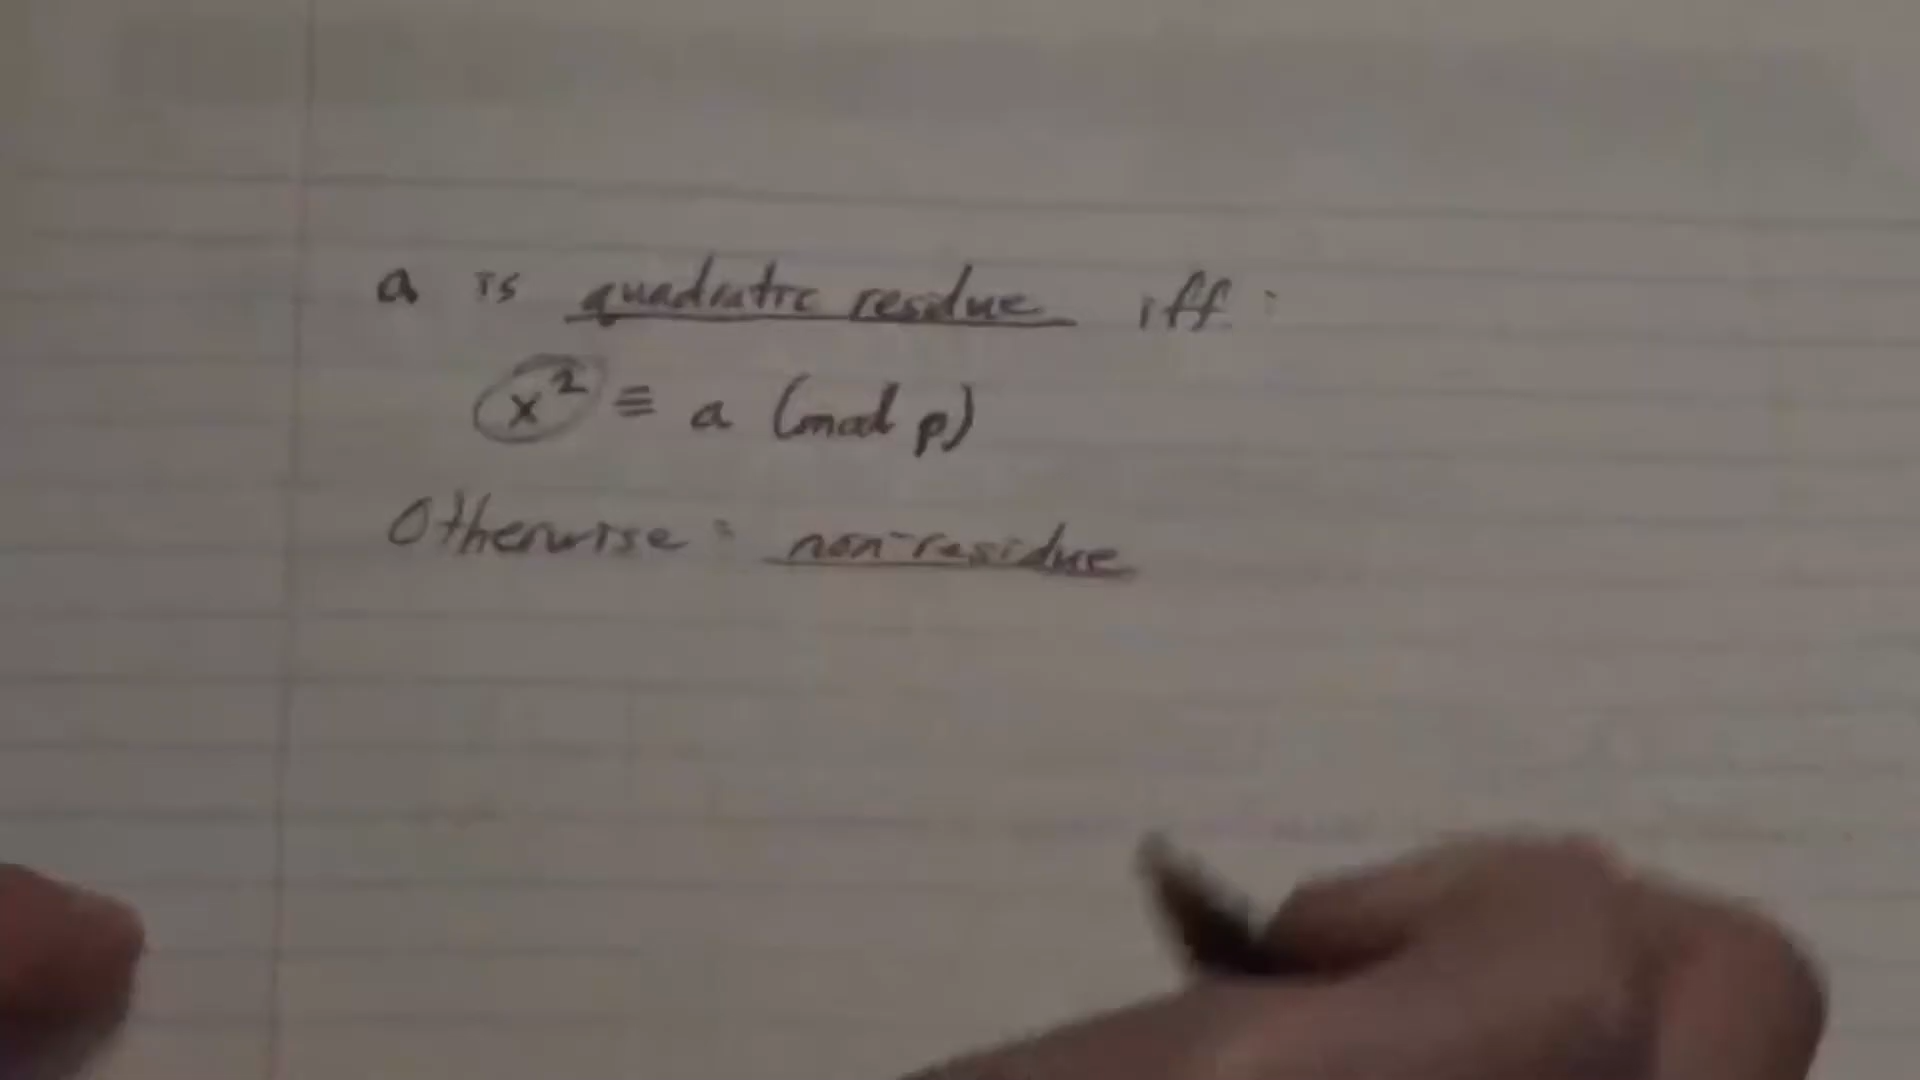 a is quadratic residue iff:
x² ≡ a (mod p)
Otherwise: non-residue